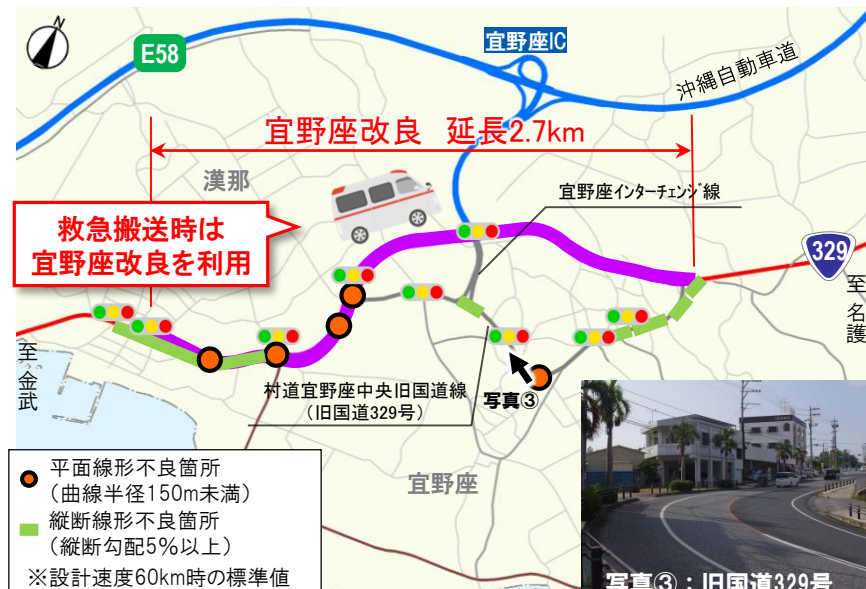 N
E58
宜野座IC
沖縄自動車道
宜野座改良 延長2.7km
漢那
宜野座インターチェンジ線
救急搬送時は
宜野座改良を利用
329
至名護
至金武
村道宜野座中央旧国道線
（旧国道329号）
写真③
宜野座
平面線形不良箇所
（曲線半径150m未満）
縦断線形不良箇所
（縦断勾配5%以上）
※設計速度60km時の標準値
写真③：旧国道329号